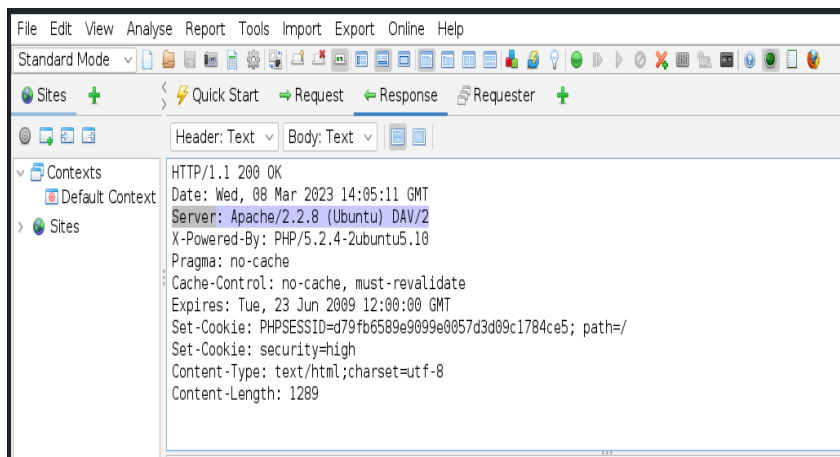 File Edit View Analyse Report Tools Import Export Online Help
Standard Mode
Sites Quick Start Request Response Requester
Header: Text Body: Text
Contexts
Default Context
Sites
HTTP/1.1 200 OK
Date: Wed, 08 Mar 2023 14:05:11 GMT
Server: Apache/2.2.8 (Ubuntu) DAV/2
X-Powered-By: PHP/5.2.4-2ubuntu5.10
Pragma: no-cache
Cache-Control: no-cache, must-revalidate
Expires: Tue, 23 Jun 2009 12:00:00 GMT
Set-Cookie: PHPSESSID=d79fb6589e9099e0057d3d09c1784ce5; path=/
Set-Cookie: security=high
Content-Type: text/html;charset=utf-8
Content-Length: 1289